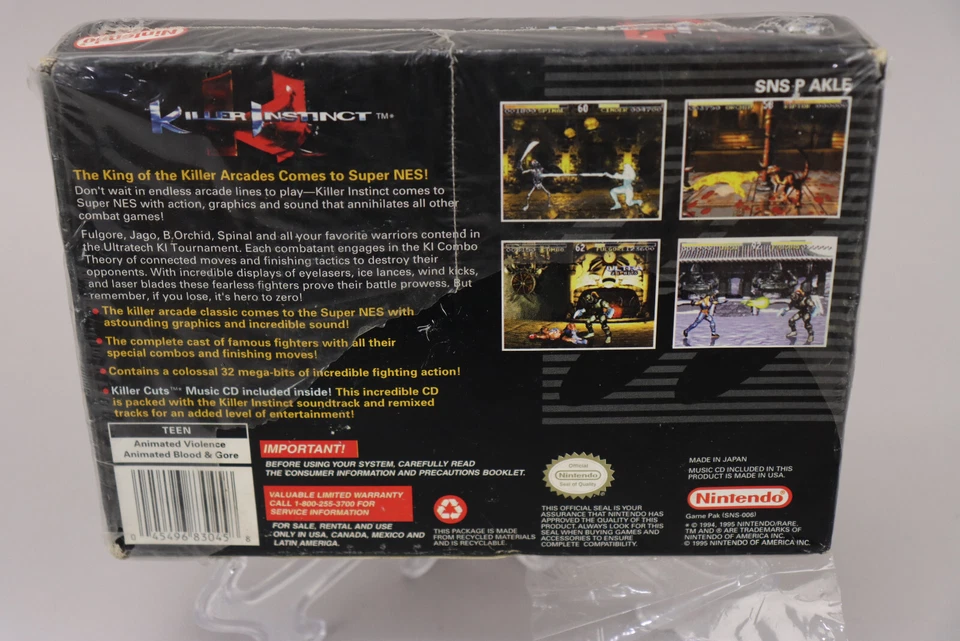 Nintendo
SNS P AKLE
KILLER INSTINCT™*
The King of the Killer Arcades Comes to Super NES!
Don't wait in endless arcade lines to play—Killer Instinct comes to
Super NES with action, graphics and sound that annihilates all other
combat games!
Fulgore, Jago, B.Orchid, Spinal and all your favorite warriors contend in
the Ultratech KI Tournament. Each combatant engages in the KI Combo
Theory of connected moves and finishing tactics to destroy their
opponents. With incredible displays of eyelasers, ice lances, wind kicks,
and laser blades these fearless fighters prove their battle prowess. But
remember, if you lose, it's hero to zero!
• The killer arcade classic comes to the Super NES with
astounding graphics and incredible sound!
• The complete cast of famous fighters with all their
special combos and finishing moves!
• Contains a colossal 32 mega-bits of incredible fighting action!
• Killer Cuts™* Music CD included inside! This incredible CD
is packed with the Killer Instinct soundtrack and remixed
tracks for an added level of entertainment!
60
62
TEEN
Animated Violence
Animated Blood & Gore
0 45496 83045 8
IMPORTANT!
BEFORE USING YOUR SYSTEM, CAREFULLY READ
THE CONSUMER INFORMATION AND PRECAUTIONS BOOKLET.
VALUABLE LIMITED WARRANTY
CALL 1-800-255-3700 FOR
SERVICE INFORMATION
FOR SALE, RENTAL AND USE
ONLY IN USA, CANADA, MEXICO AND
LATIN AMERICA.
THIS PACKAGE IS MADE
FROM RECYCLED MATERIALS
AND IS RECYCLABLE.
Official
Nintendo
Seal of Quality
THIS OFFICIAL SEAL IS YOUR
ASSURANCE THAT NINTENDO HAS
APPROVED THE QUALITY OF THIS
PRODUCT. ALWAYS LOOK FOR THIS
SEAL WHEN BUYING GAMES AND
ACCESSORIES TO ENSURE
COMPLETE COMPATIBILITY.
MADE IN JAPAN
MUSIC CD INCLUDED IN THIS
PRODUCT IS MADE IN USA.
Nintendo
Game Pak (SNS-006)
* © 1994, 1995 NINTENDO/RARE.
TM AND ® ARE TRADEMARKS OF
NINTENDO OF AMERICA INC.
© 1995 NINTENDO OF AMERICA INC.